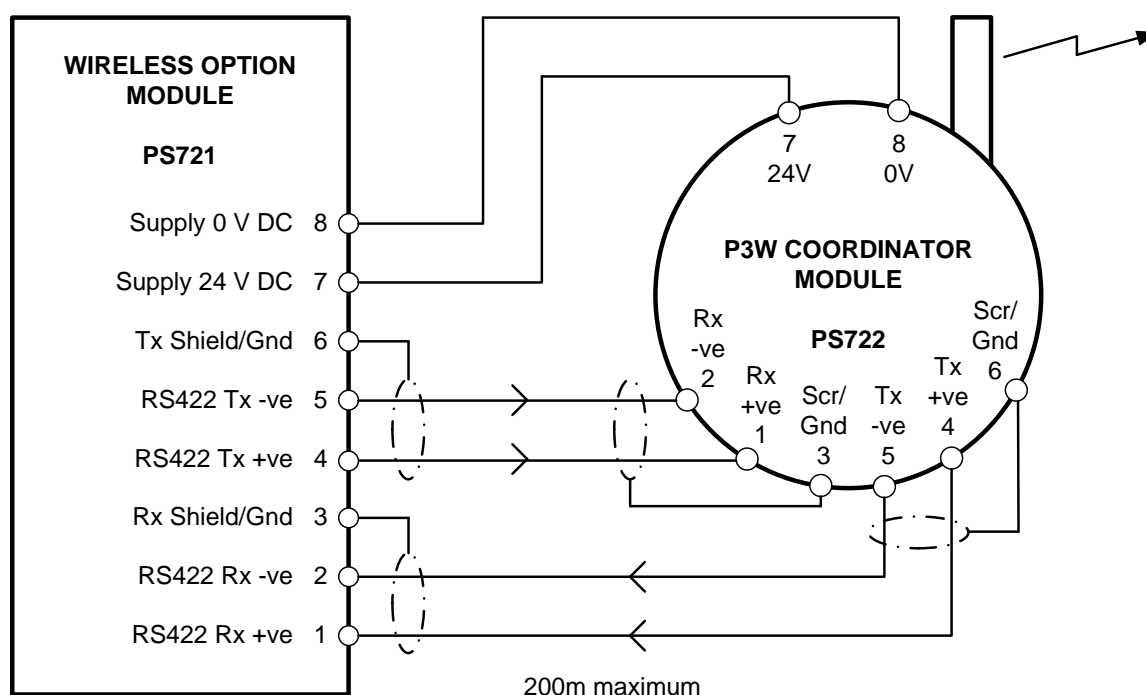 WIRELESS OPTION
MODULE
PS721
Supply 0 V DC 8
Supply 24 V DC 7
Tx Shield/Gnd 6
RS422 Tx -ve 5
RS422 Tx +ve 4
Rx Shield/Gnd 3
RS422 Rx -ve 2
RS422 Rx +ve 1
7
24V
8
0V
P3W COORDINATOR
MODULE
PS722
Rx
-ve
2
Rx
+ve
1
Scr/
Gnd
3
Tx
-ve
5
Tx
+ve
4
Scr/
Gnd
6
200m maximum